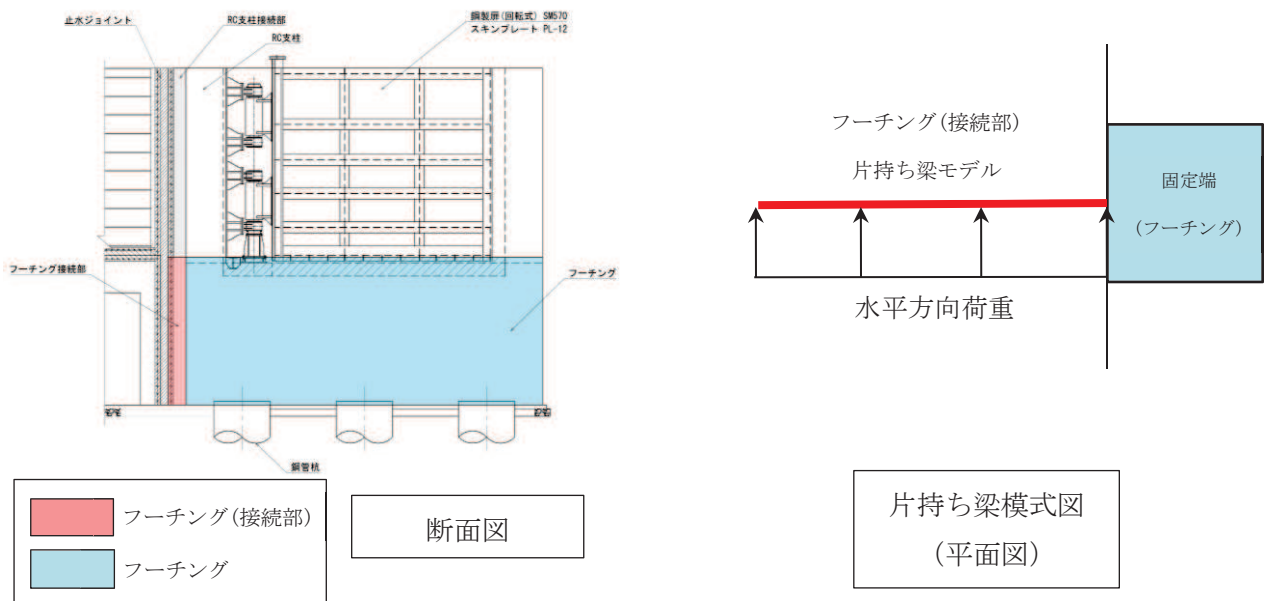 止水ジョイント
RC支柱接続部
RC支柱
鋼製扉(回転式) SM570
スキンプレート PL-12
フーチング接続部
フーチング
鋼管杭
フーチング(接続部)
フーチング
断面図
フーチング(接続部)
片持ち梁モデル
固定端
(フーチング)
水平方向荷重
片持ち梁模式図
(平面図)